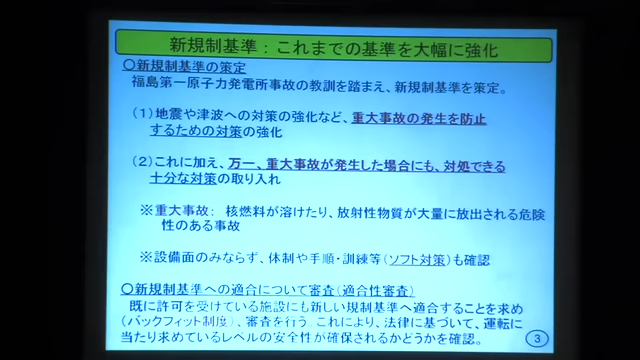 新規制基準：これまでの基準を大幅に強化
○新規制基準の策定
福島第一原子力発電所事故の教訓を踏まえ、新規制基準を策定。
（1）地震や津波への対策の強化など、重大事故の発生を防止
するための対策の強化
（2）これに加え、万一、重大事故が発生した場合にも、対処できる
十分な対策の取り入れ
※重大事故： 核燃料が溶けたり、放射性物質が大量に放出される危険
性のある事故
※設備面のみならず、体制や手順・訓練等（ソフト対策）も確認
○新規制基準への適合について審査（適合性審査）
既に許可を受けている施設にも新しい規制基準へ適合することを求め
（バックフィット制度）、審査を行う。これにより、法律に基づいて、運転に
当たり求めているレベルの安全性が確保されるかどうかを確認。
3